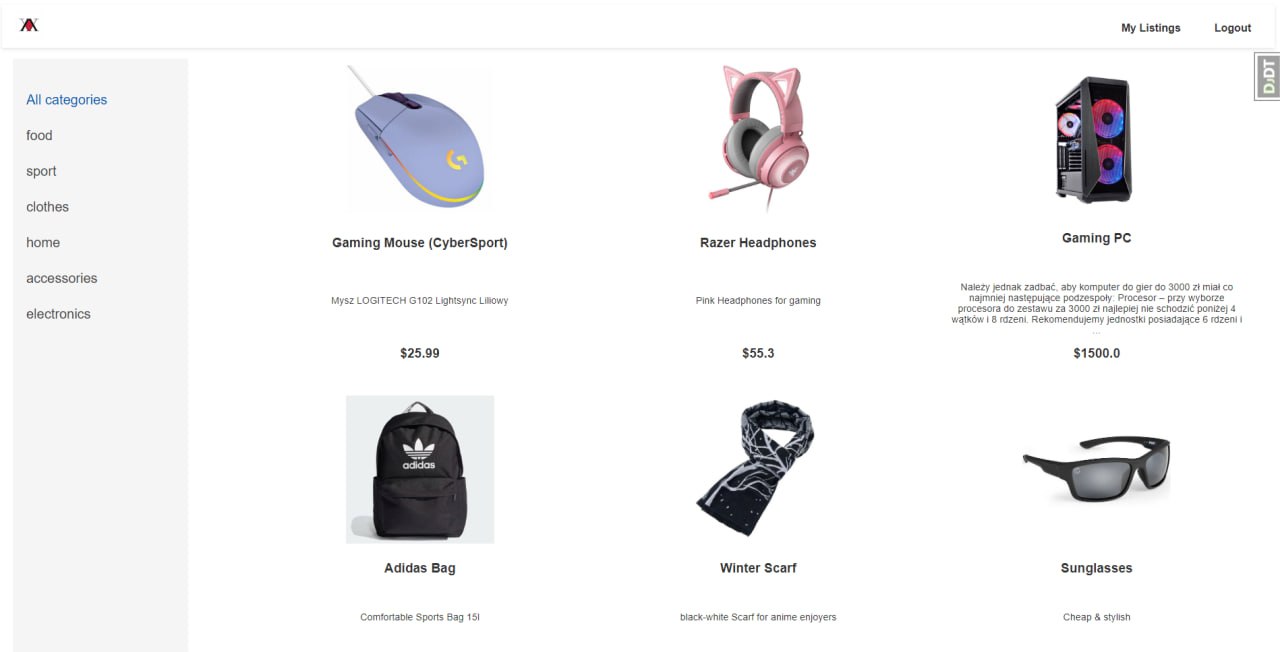 My Listings
Logout
DJDT
All categories
food
sport
clothes
home
accessories
electronics
Gaming Mouse (CyberSport)
Mysz LOGITECH G102 Lightsync Liliowy
$25.99
Razer Headphones
Pink Headphones for gaming
$55.3
Gaming PC
Należy jednak zadbać, aby komputer do gier do 3000 zł miał co
najmniej następujące podzespoły: Procesor – przy wyborze
procesora do zestawu za 3000 zł najlepiej nie schodzić poniżej 4
wątków i 8 rdzeni. Rekomendujemy jednostki posiadające 6 rdzeni i
...
$1500.0
adidas
Adidas Bag
Comfortable Sports Bag 15l
Winter Scarf
black-white Scarf for anime enjoyers
Sunglasses
Cheap & stylish